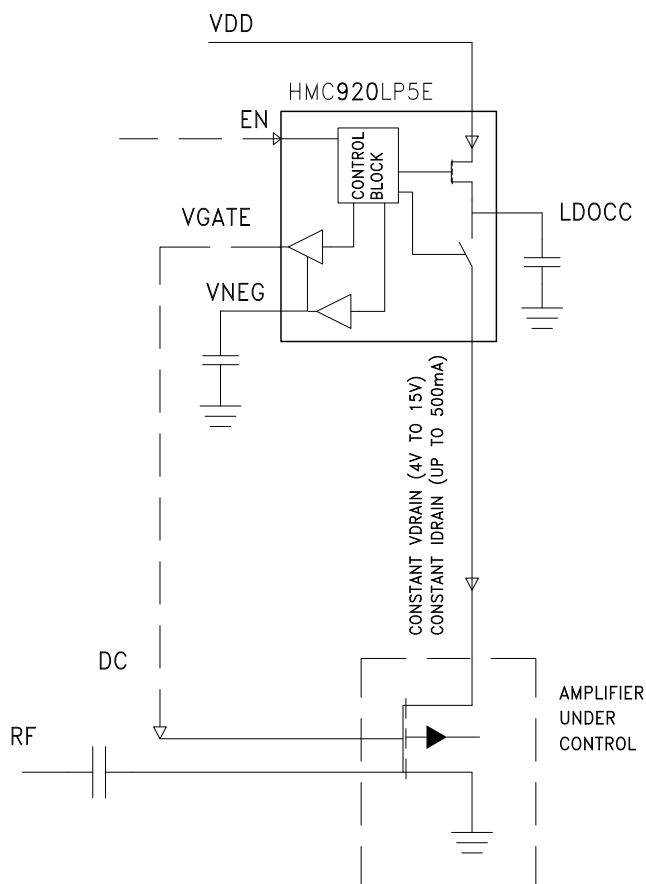 VDD
HMC920LP5E
EN
CONTROL
BLOCK
VGATE
LDOCC
VNEG
CONSTANT VDRAIN (4V TO 15V)
CONSTANT IDRAIN (UP TO 500mA)
DC
AMPLIFIER
UNDER
CONTROL
RF